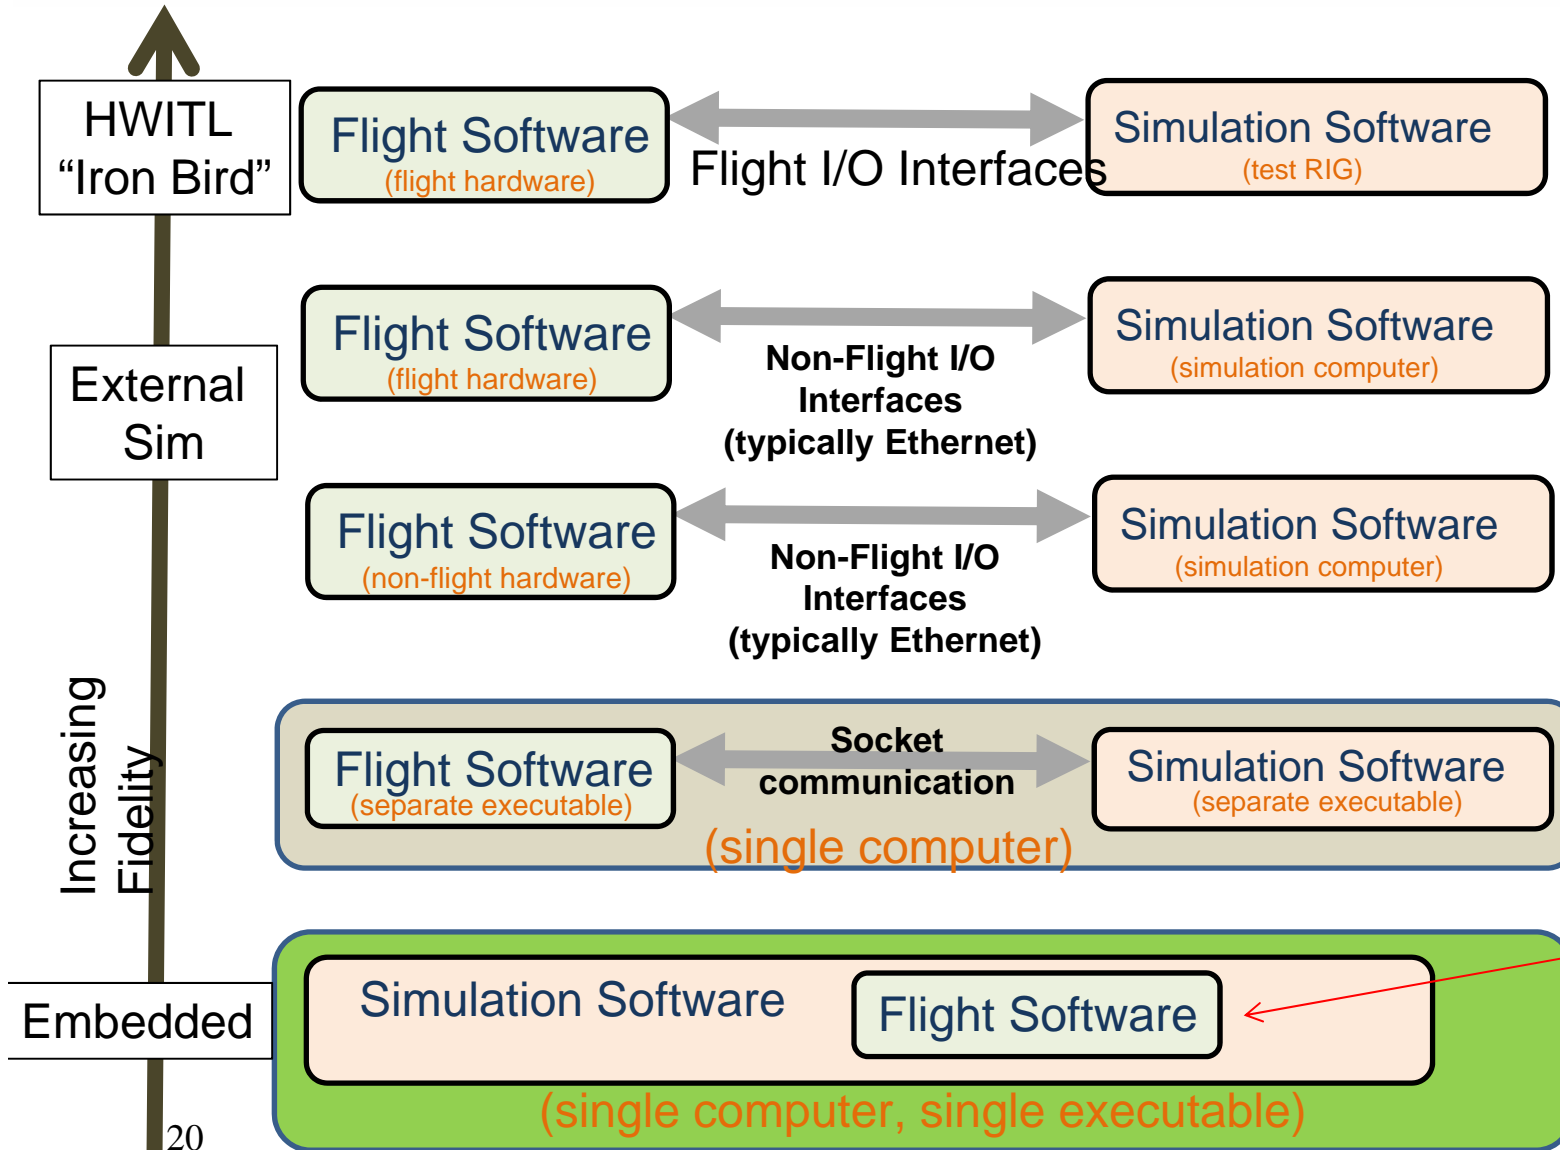 HWITL
“Iron Bird”
Flight Software
(flight hardware)
Flight I/O Interfaces
Simulation Software
(test RIG)
External
Sim
Flight Software
(flight hardware)
Non-Flight I/O
Interfaces
(typically Ethernet)
Simulation Software
(simulation computer)
Flight Software
(non-flight hardware)
Non-Flight I/O
Interfaces
(typically Ethernet)
Simulation Software
(simulation computer)
Increasing
Fidelity
Flight Software
(separate executable)
Socket
communication
Simulation Software
(separate executable)
(single computer)
Embedded
Simulation Software
Flight Software
(single computer, single executable)
20